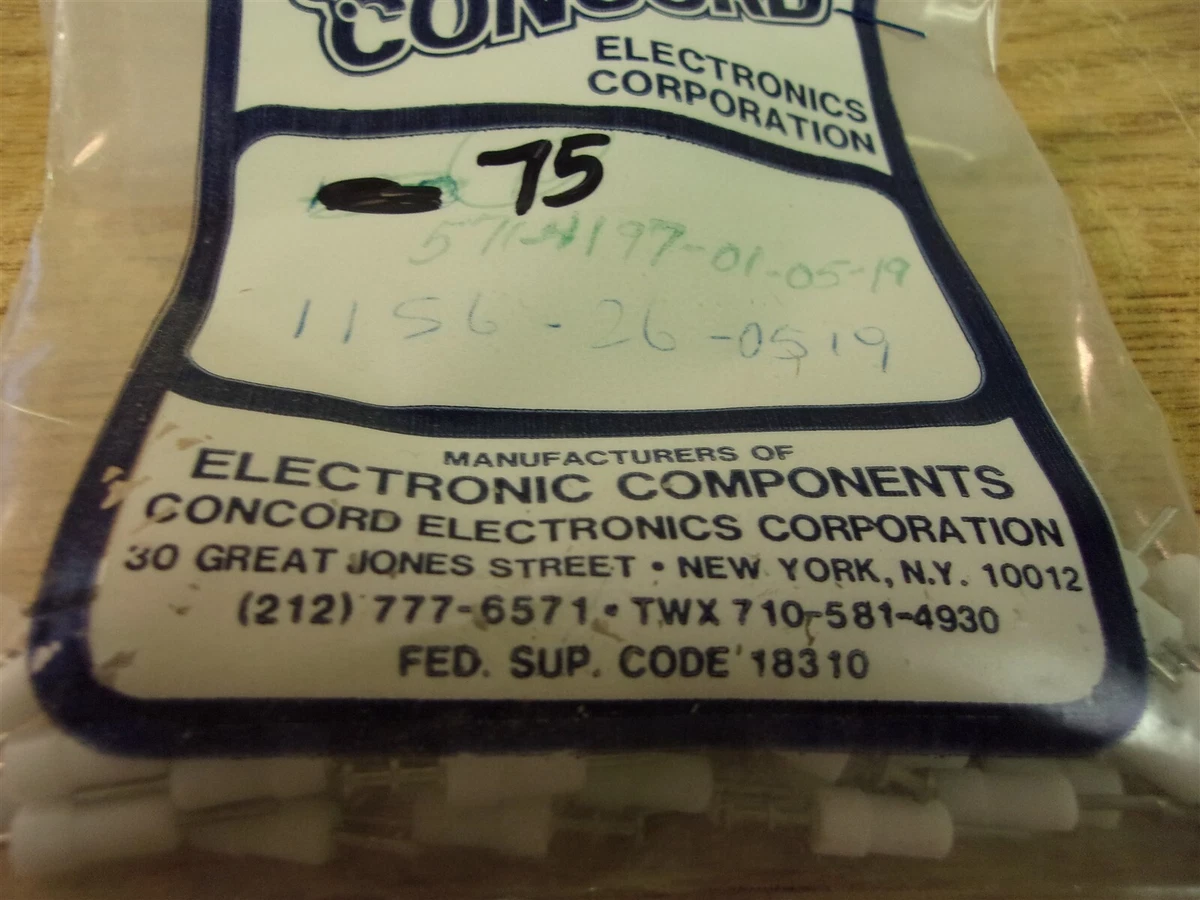 CONCORD
ELECTRONICS
CORPORATION
75
571-4197-01-05-19
1156-26-0519
MANUFACTURERS OF
ELECTRONIC COMPONENTS
CONCORD ELECTRONICS CORPORATION
30 GREAT JONES STREET • NEW YORK, N.Y. 10012
(212) 777-6571 • TWX 710-581-4930
FED. SUP. CODE 18310